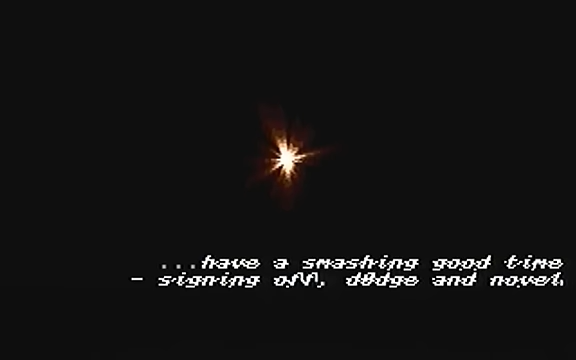 ...have a smashing good time
- signing off, d0dge and novel.